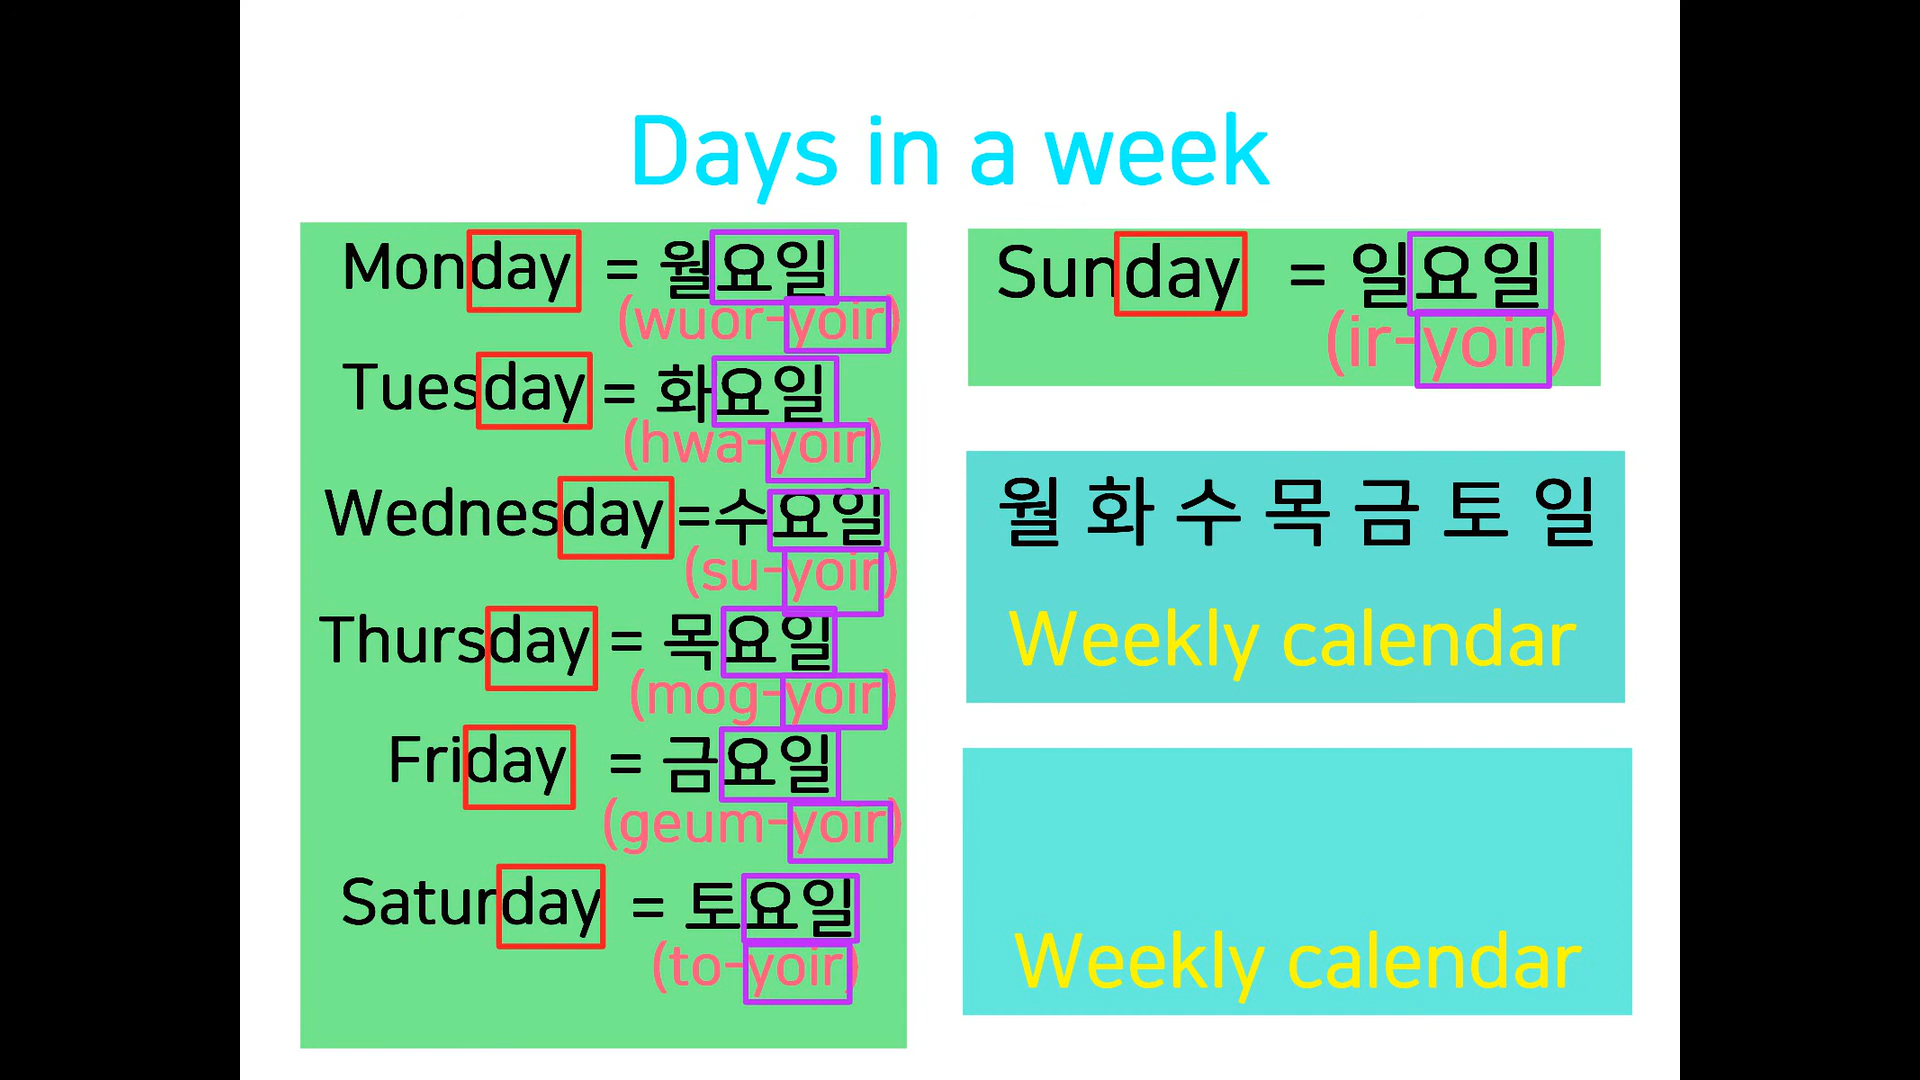 Days in a week
Monday = 월요일
(wuor-yoir)
Tuesday = 화요일
(hwa-yoir)
Wednesday =수요일
(su-yoir)
Thursday = 목요일
(mog-yoir)
Friday = 금요일
(geum-yoir)
Saturday = 토요일
(to-yoir)
Sunday = 일요일
(ir-yoir)
월 화 수 목 금 토 일
Weekly calendar
Weekly calendar